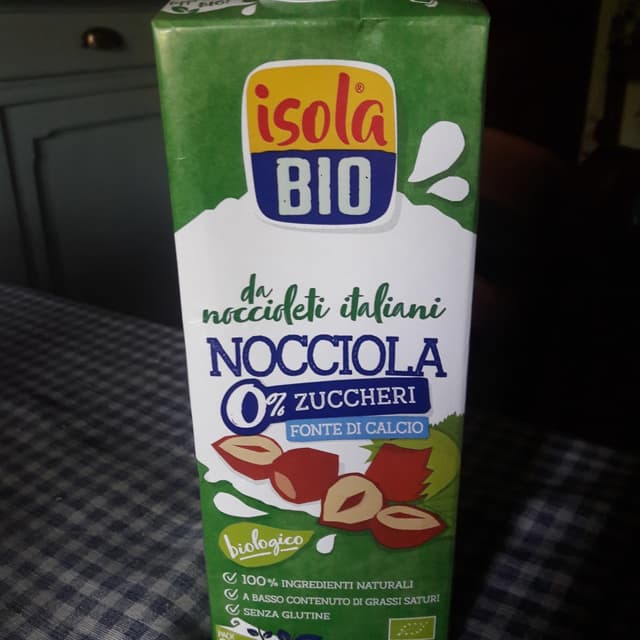 isola®
BIO
da
noccioleti italiani
NOCCIOLA
0% ZUCCHERI
FONTE DI CALCIO
biologico
100% INGREDIENTI NATURALI
A BASSO CONTENUTO DI GRASSI SATURI
SENZA GLUTINE